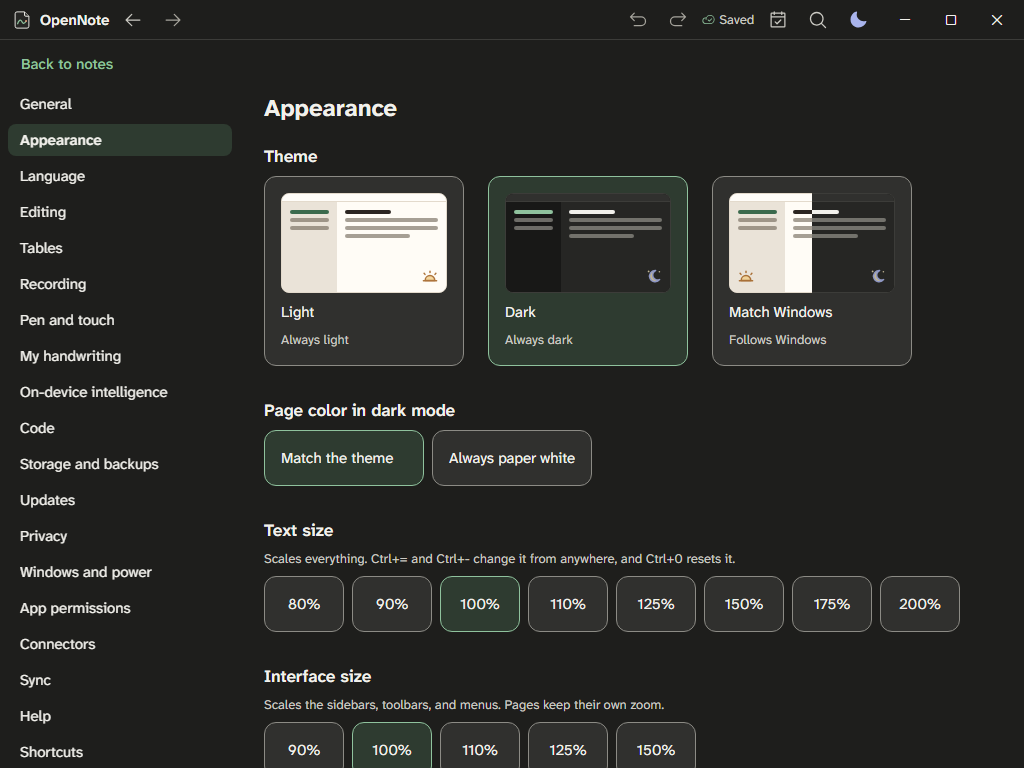 OpenNote
Saved
Back to notes
General
Appearance
Language
Editing
Tables
Recording
Pen and touch
My handwriting
On-device intelligence
Code
Storage and backups
Updates
Privacy
Windows and power
App permissions
Connectors
Sync
Help
Shortcuts
Appearance
Theme
Light
Always light
Dark
Always dark
Match Windows
Follows Windows
Page color in dark mode
Match the theme
Always paper white
Text size
Scales everything. Ctrl+= and Ctrl+- change it from anywhere, and Ctrl+0 resets it.
80%
90%
100%
110%
125%
150%
175%
200%
Interface size
Scales the sidebars, toolbars, and menus. Pages keep their own zoom.
90%
100%
110%
125%
150%